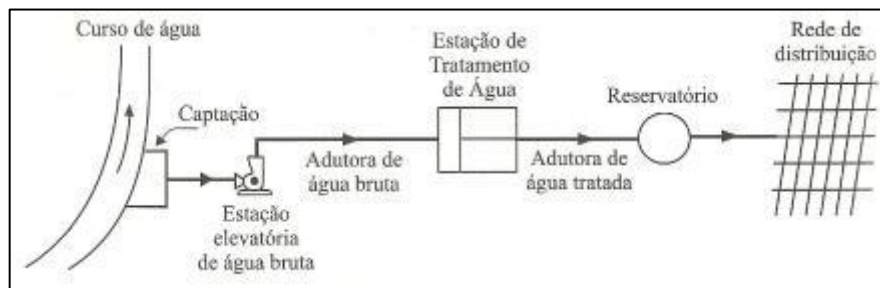 Curso de água
Captação
Estação
elevatória
de água bruta
Adutora de
água bruta
Estação de
Tratamento
de Água
Adutora de
água tratada
Reservatório
Rede de
distribuição